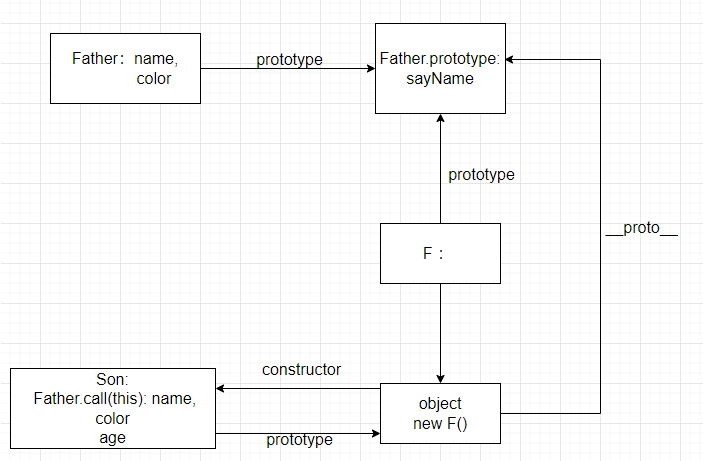 Father：name,
color
prototype
Father.prototype:
sayName
prototype
__proto__
F：
constructor
Son:
Father.call(this): name,
color
age
prototype
object
new F()